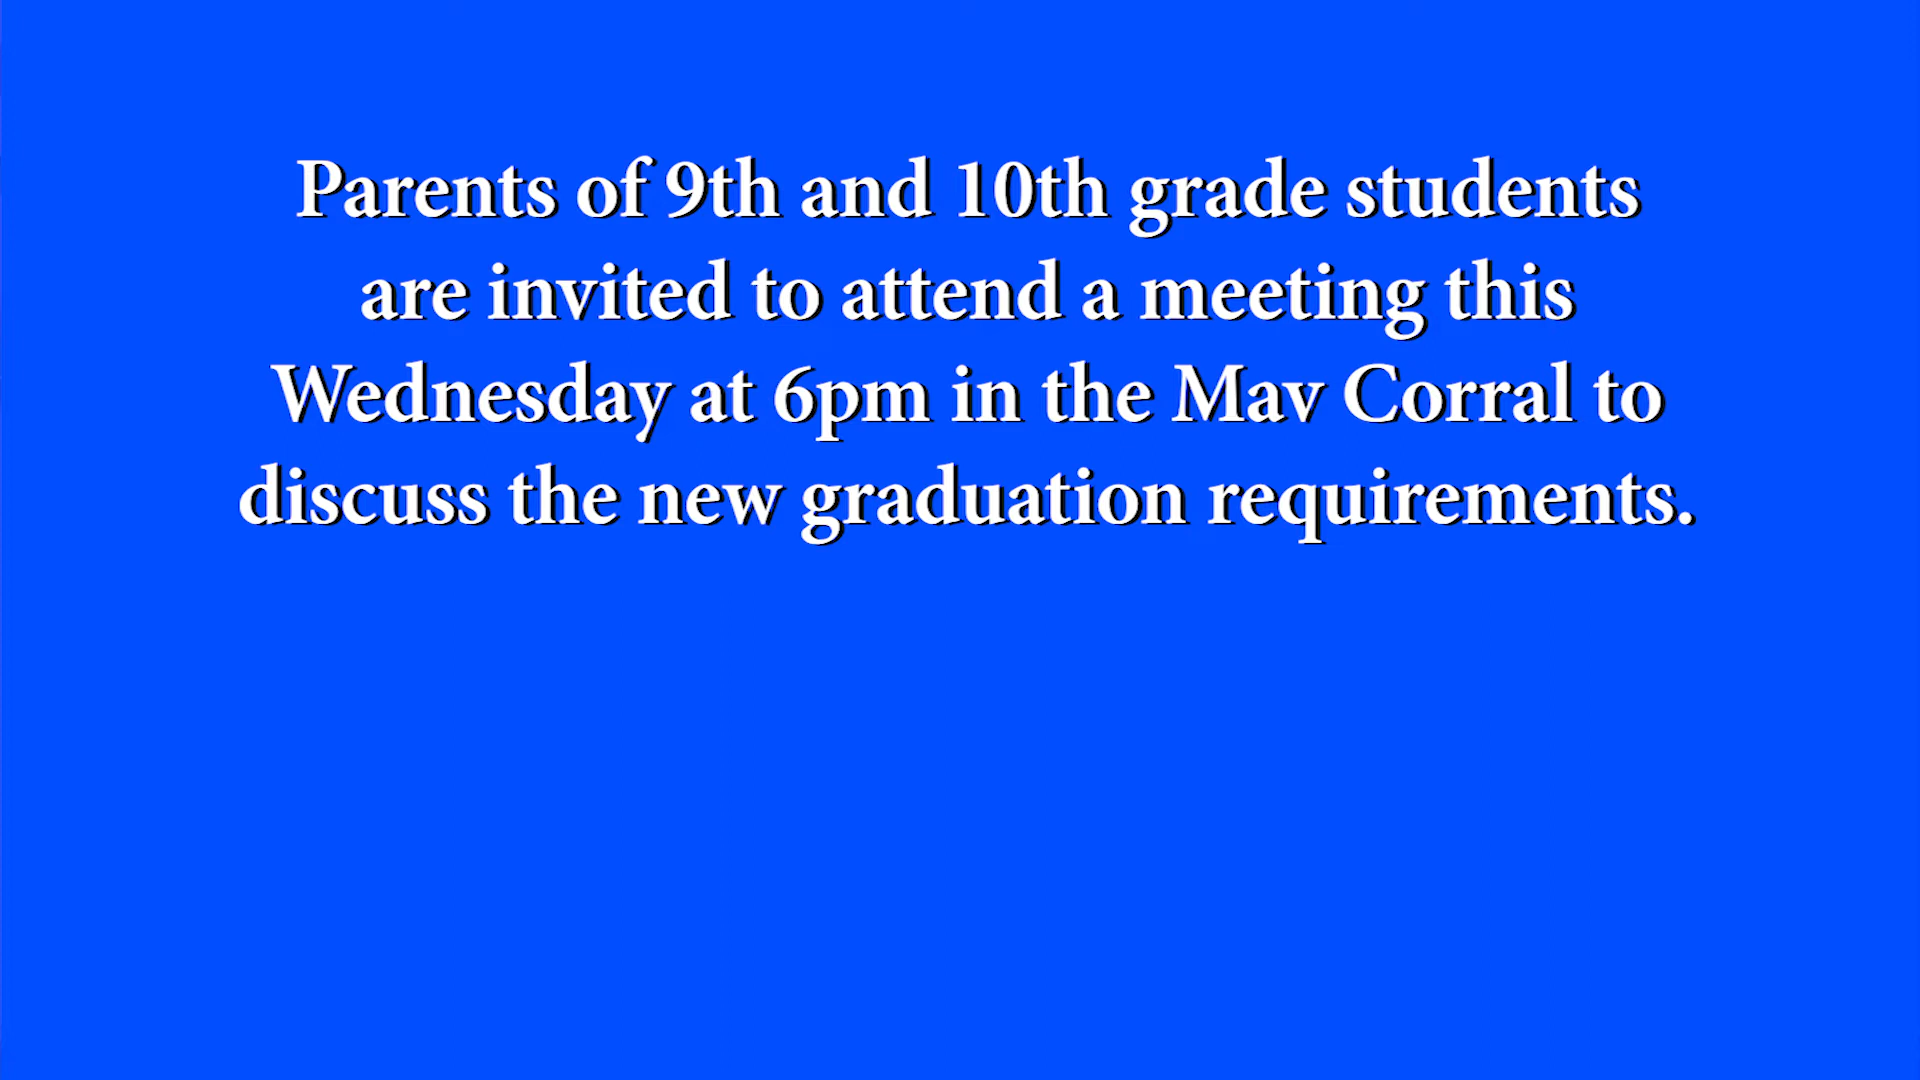 Parents of 9th and 10th grade students
are invited to attend a meeting this
Wednesday at 6pm in the Mav Corral to
discuss the new graduation requirements.